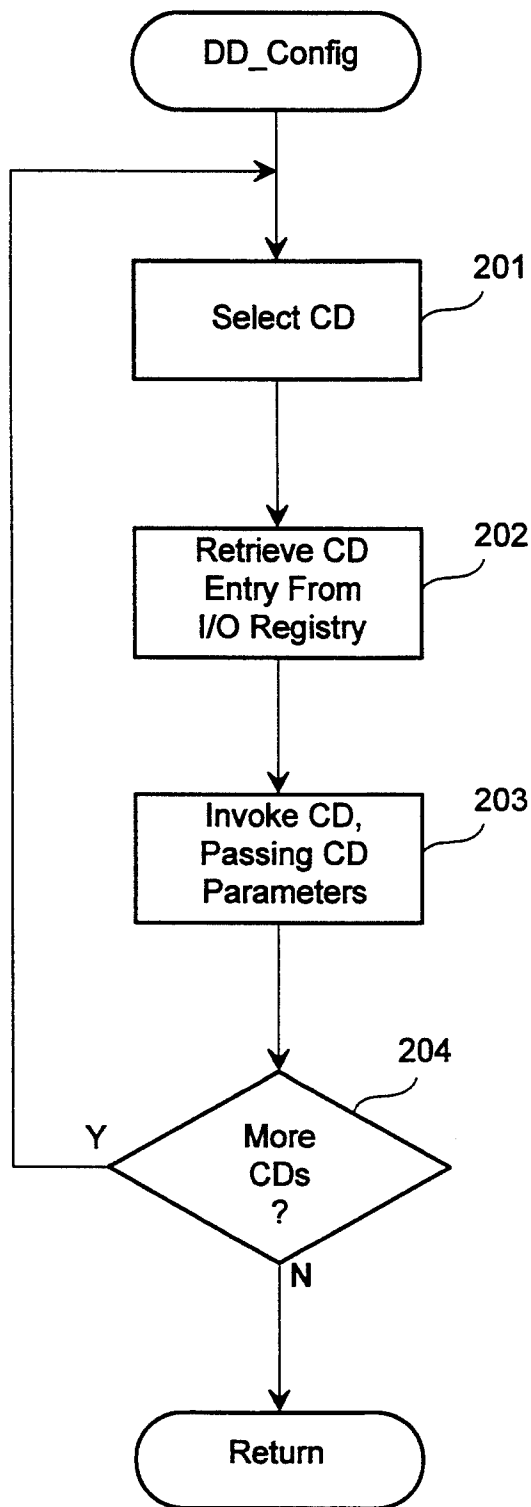 DD_Config
201
Select CD
202
Retrieve CD
Entry From
I/O Registry
203
Invoke CD,
Passing CD
Parameters
204
Y
More
CDs
?
N
Return